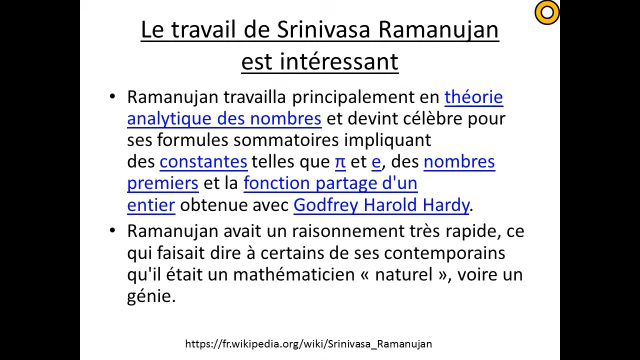 Le travail de Srinivasa Ramanujan
est intéressant
• Ramanujan travailla principalement en théorie
analytique des nombres et devint célèbre pour
ses formules sommatoires impliquant
des constantes telles que π et e, des nombres
premiers et la fonction partage d'un
entier obtenue avec Godfrey Harold Hardy.
• Ramanujan avait un raisonnement très rapide, ce
qui faisait dire à certains de ses contemporains
qu'il était un mathématicien « naturel », voire un
génie.
https://fr.wikipedia.org/wiki/Srinivasa_Ramanujan